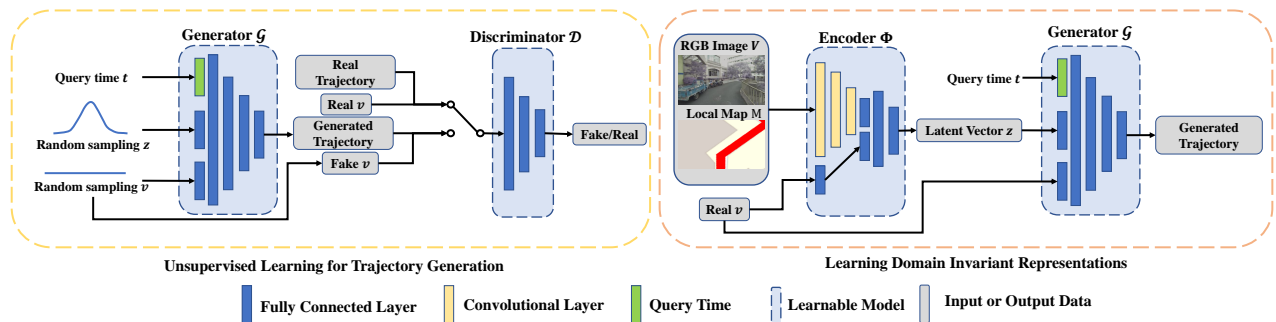 Generator 𝒢
Query time t
Random sampling z
Random sampling v
Real
Trajectory
Real v
Generated
Trajectory
Fake v
Discriminator 𝒟
Fake/Real
Unsupervised Learning for Trajectory Generation
RGB Image V
Local Map M
Real v
Encoder Φ
Latent Vector z
Generator 𝒢
Query time t
Generated
Trajectory
Learning Domain Invariant Representations
Fully Connected Layer
Convolutional Layer
Query Time
Learnable Model
Input or Output Data